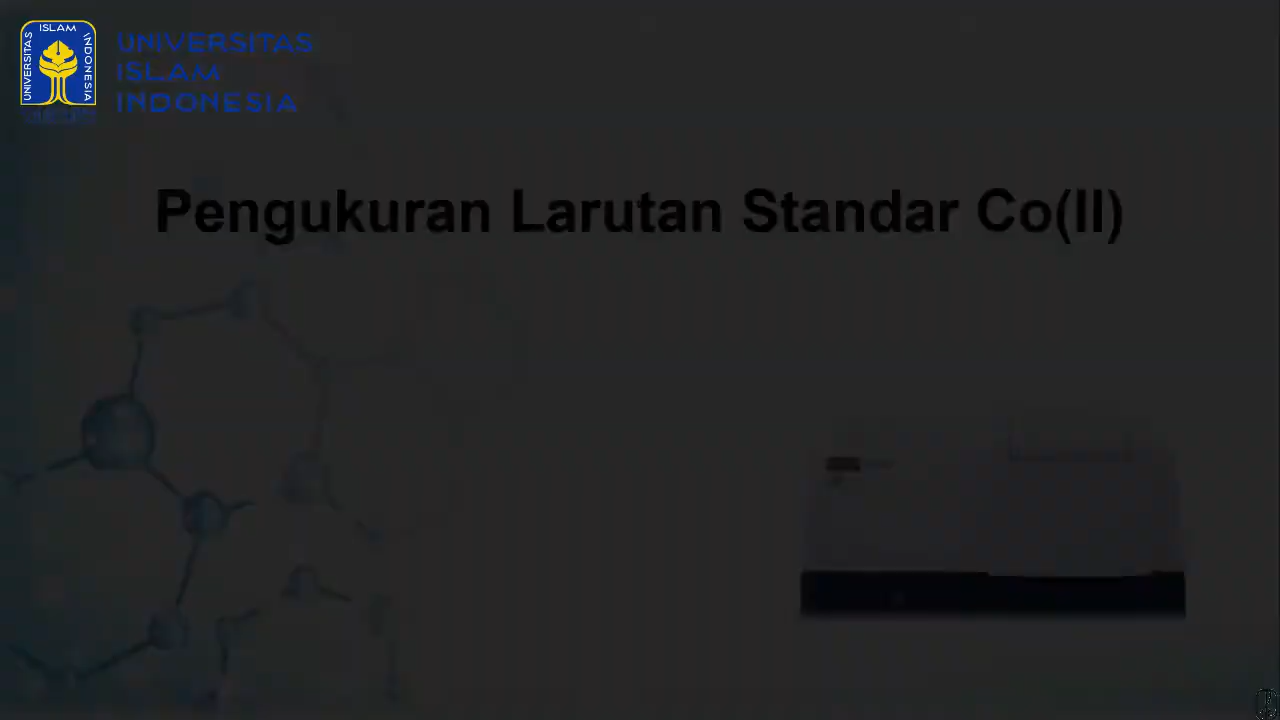 UNIVERSITAS
ISLAM
INDONESIA
UNIVERSITAS
ISLAM
INDONESIA
Pengukuran Larutan Standar Co(II)